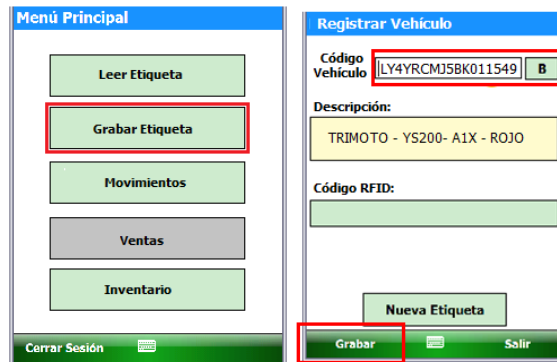 Menú Principal
Leer Etiqueta
Grabar Etiqueta
Movimientos
Ventas
Inventario
Cerrar Sesión
Registrar Vehículo
Código
Vehículo LY4YRCMJ5BK011549 B
Descripción:
TRIMOTO - YS200- A1X - ROJO
Código RFID:
Nueva Etiqueta
Grabar Salir